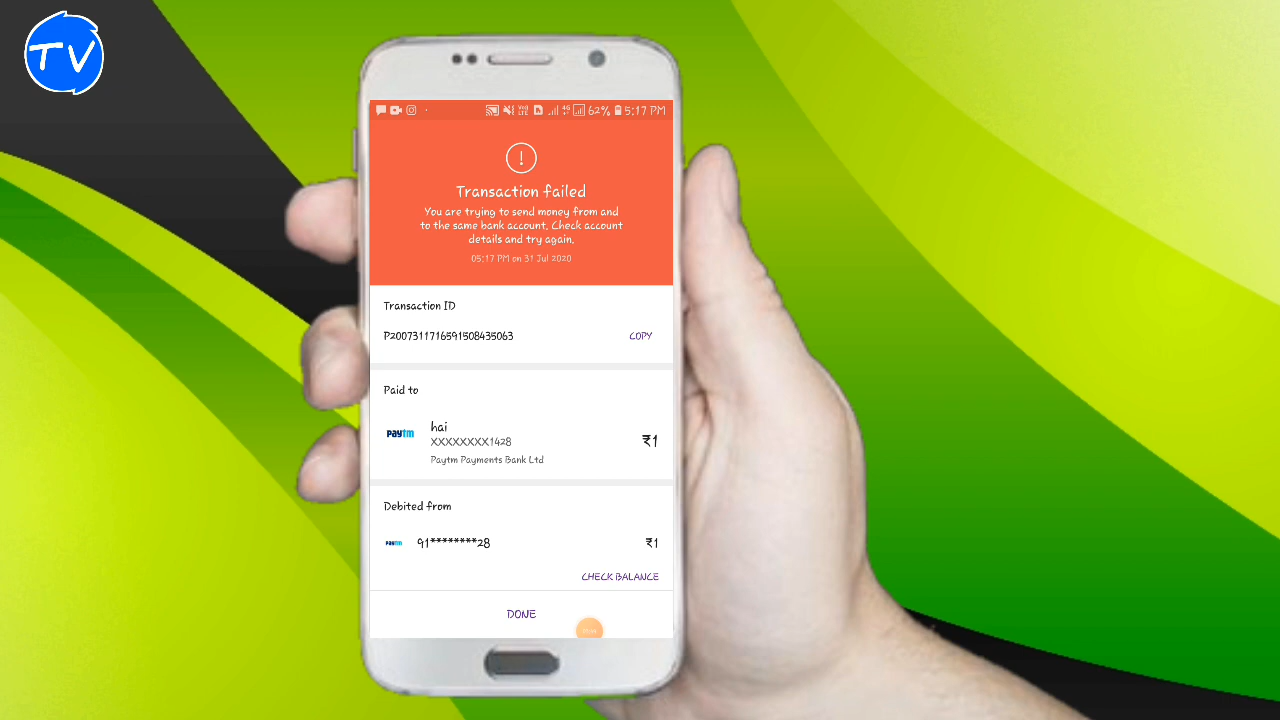 TV
62% 5:17 PM
!
Transaction failed
You are trying to send money from and
to the same bank account. Check account
details and try again.
05:17 PM on 31 Jul 2020
Transaction ID
P2007311716591508435063 COPY
Paid to
paytm hai
XXXXXXXX1428 ₹1
Paytm Payments Bank Ltd
Debited from
paytm 91********28 ₹1
CHECK BALANCE
DONE